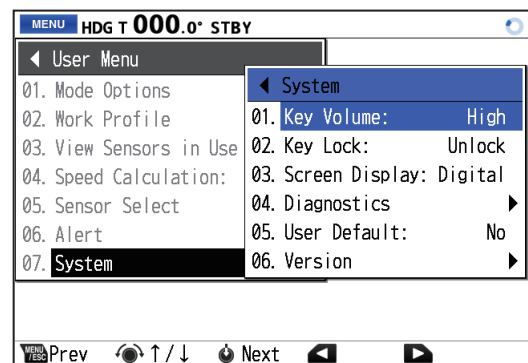 MENU HDG T 000.0° STBY
User Menu
01. Mode Options
02. Work Profile
03. View Sensors in Use
04. Speed Calculation:
05. Sensor Select
06. Alert
07. System
System
01. Key Volume: High
02. Key Lock: Unlock
03. Screen Display: Digital
04. Diagnostics
05. User Default: No
06. Version
MENU/ESC Prev ↑/↓ Next